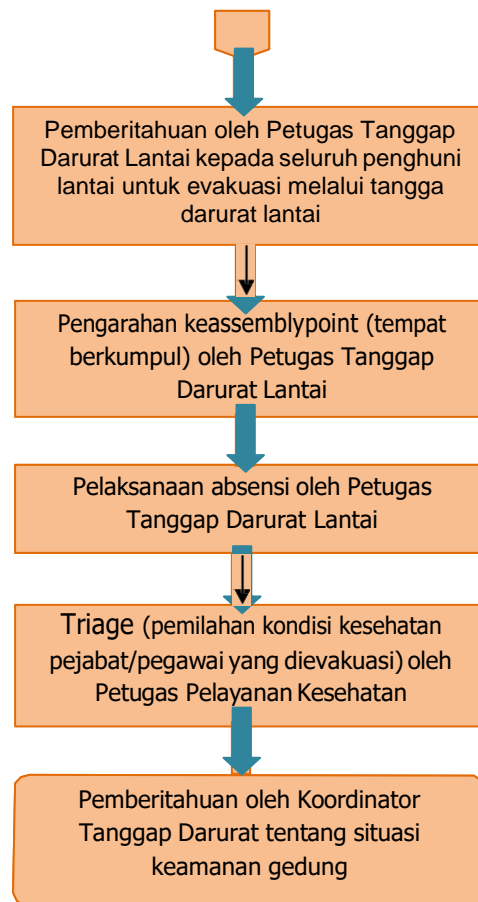 Pemberitahuan oleh Petugas Tanggap
Darurat Lantai kepada seluruh penghuni
lantai untuk evakuasi melalui tangga
darurat lantai
Pengarahan keassemblypoint (tempat
berkumpul) oleh Petugas Tanggap
Darurat Lantai
Pelaksanaan absensi oleh Petugas
Tanggap Darurat Lantai
Triage (pemilahan kondisi kesehatan
pejabat/pegawai yang dievakuasi) oleh
Petugas Pelayanan Kesehatan
Pemberitahuan oleh Koordinator
Tanggap Darurat tentang situasi
keamanan gedung